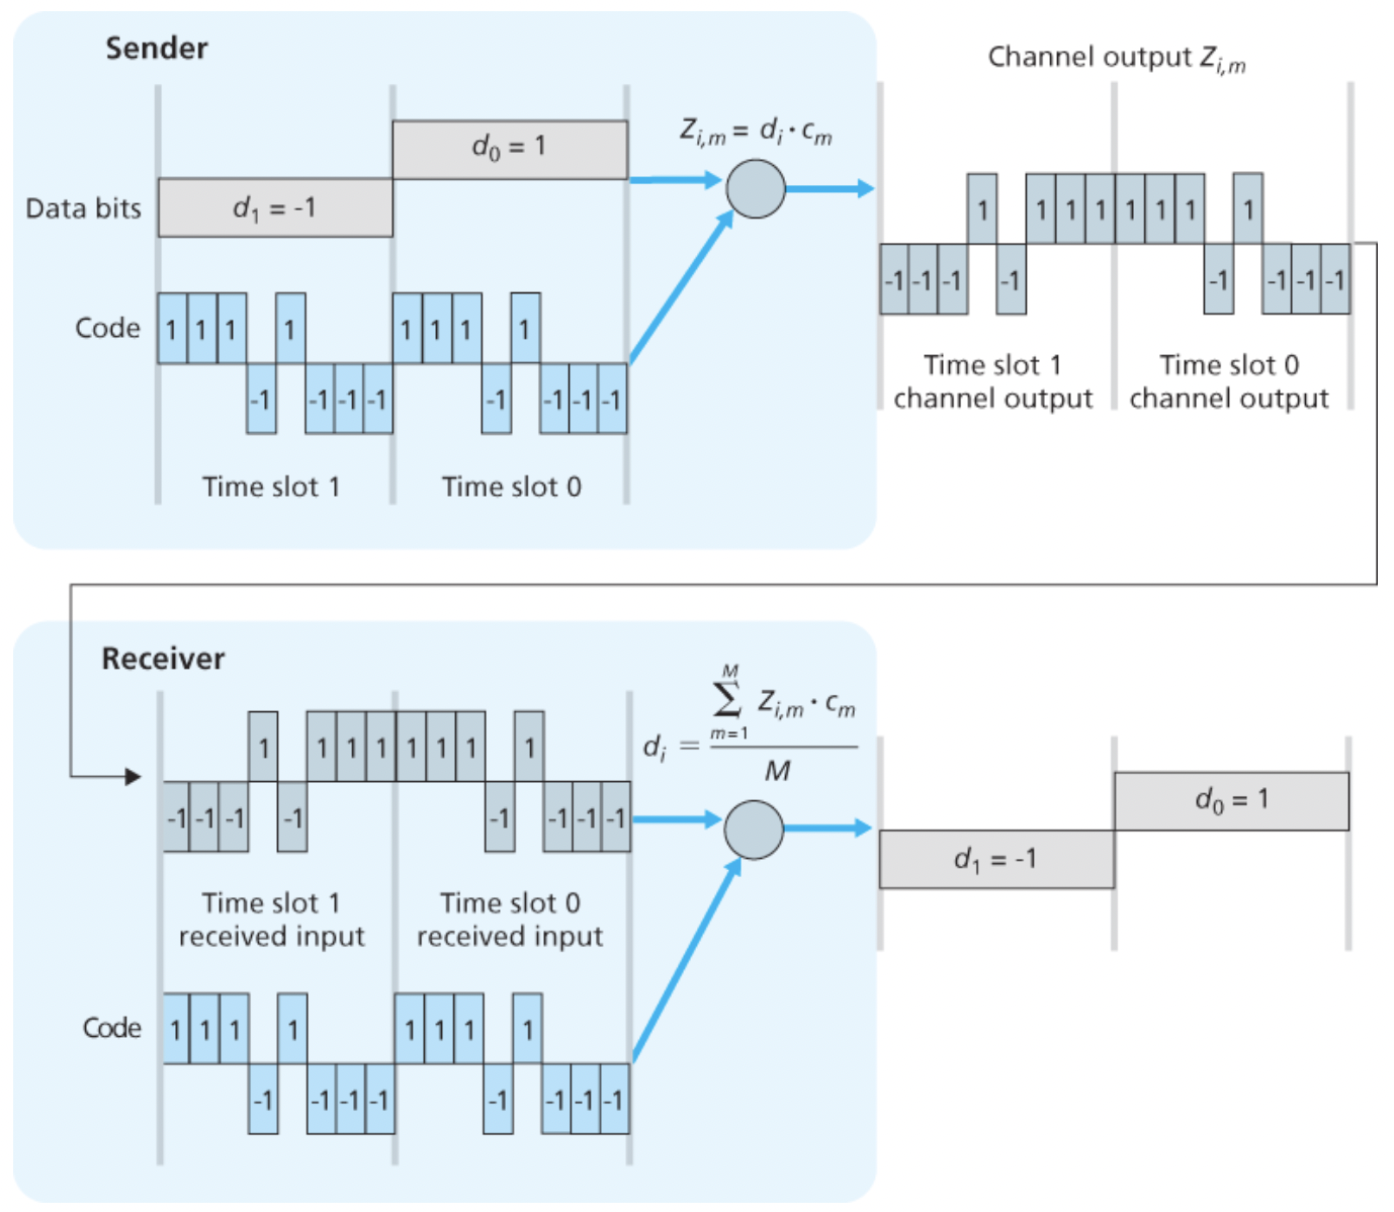 Sender
Channel output Z_{i,m}
Z_{i,m} = d_i · c_m
d_0 = 1
Data bits
d_1 = -1
1 1 1 1 1 1 1 1
-1 -1 -1 -1 -1 -1 -1 -1
Code
1 1 1 1 1 1 1 1
-1 -1 -1 -1 -1 -1 -1 -1
Time slot 1
channel output
Time slot 0
channel output
Time slot 1 Time slot 0
Receiver
d_i = \frac{\sum_{m=1}^{M} Z_{i,m} · c_m}{M}
1 1 1 1 1 1 1 1
-1 -1 -1 -1 -1 -1 -1 -1
d_0 = 1
d_1 = -1
Time slot 1
received input
Time slot 0
received input
Code
1 1 1 1 1 1 1 1
-1 -1 -1 -1 -1 -1 -1 -1